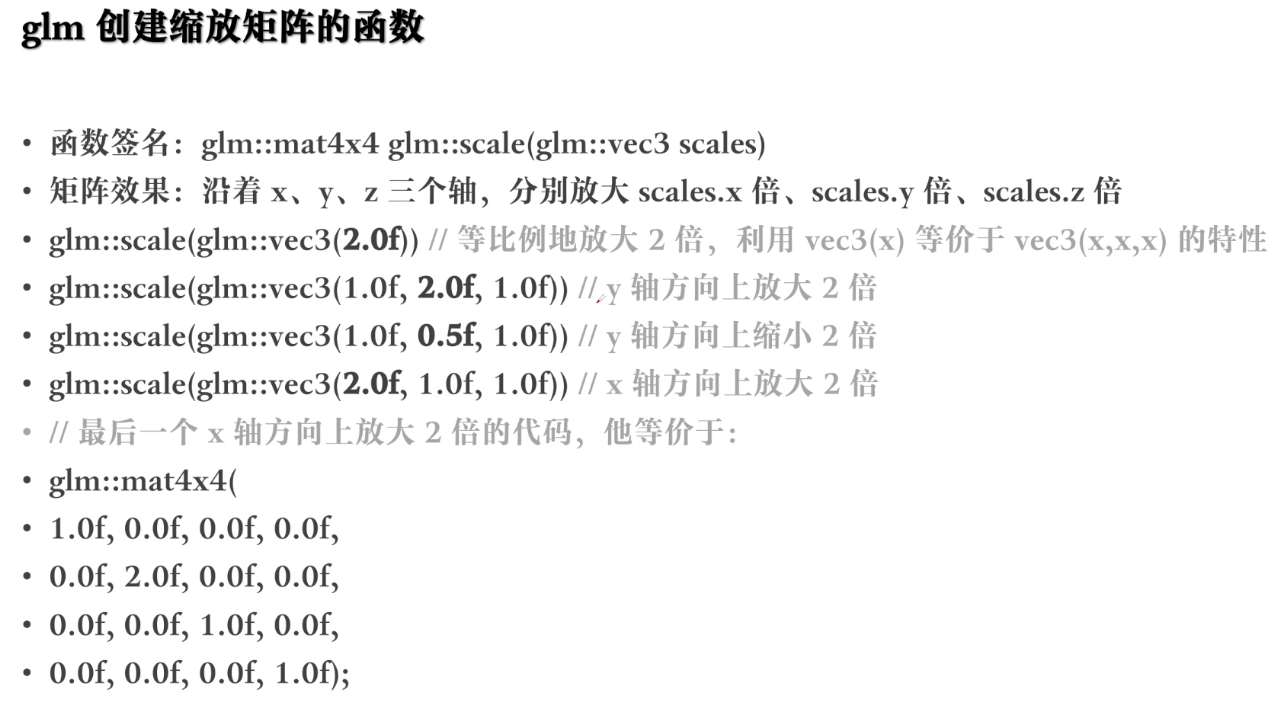 glm 创建缩放矩阵的函数
• 函数签名：glm::mat4x4 glm::scale(glm::vec3 scales)
• 矩阵效果：沿着 x、y、z 三个轴，分别放大 scales.x 倍、scales.y 倍、scales.z 倍
• glm::scale(glm::vec3(2.0f)) // 等比例地放大 2 倍，利用 vec3(x) 等价于 vec3(x,x,x) 的特性
• glm::scale(glm::vec3(1.0f, 2.0f, 1.0f)) // y 轴方向上放大 2 倍
• glm::scale(glm::vec3(1.0f, 0.5f, 1.0f)) // y 轴方向上缩小 2 倍
• glm::scale(glm::vec3(2.0f, 1.0f, 1.0f)) // x 轴方向上放大 2 倍
• // 最后一个 x 轴方向上放大 2 倍的代码，他等价于：
• glm::mat4x4(
• 1.0f, 0.0f, 0.0f, 0.0f,
• 0.0f, 2.0f, 0.0f, 0.0f,
• 0.0f, 0.0f, 1.0f, 0.0f,
• 0.0f, 0.0f, 0.0f, 1.0f);